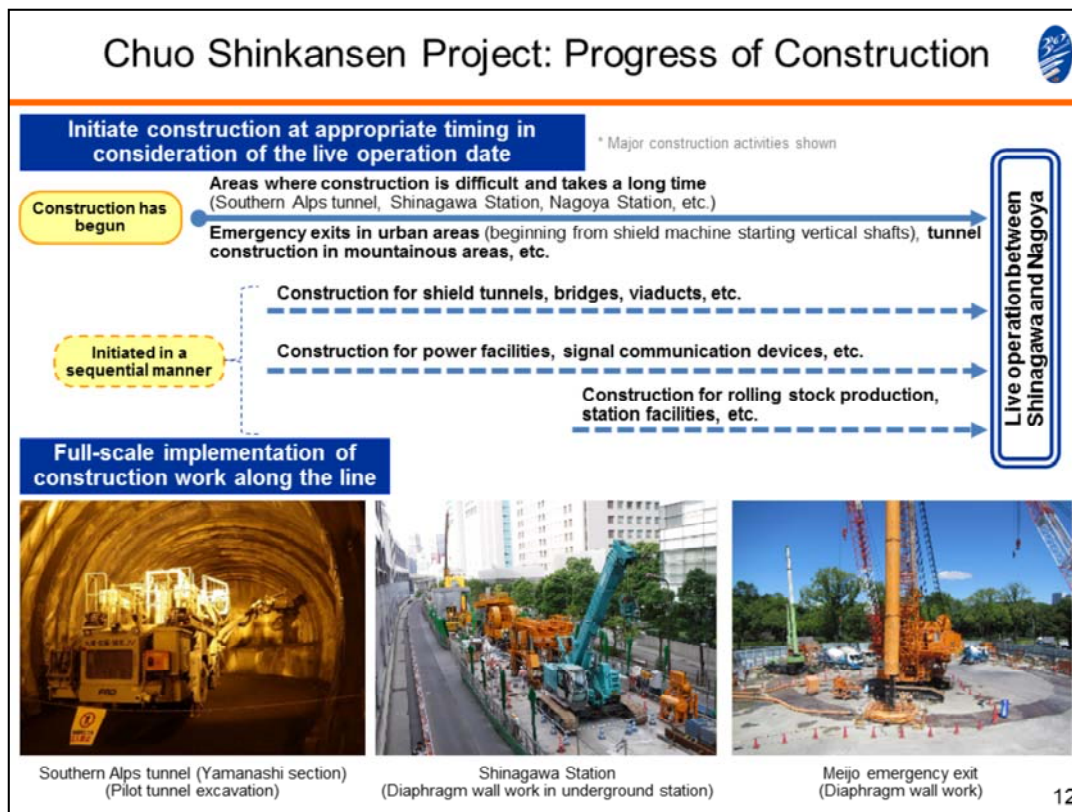 Chuo Shinkansen Project: Progress of Construction
Initiate construction at appropriate timing in
consideration of the live operation date
* Major construction activities shown
Construction has
begun
Areas where construction is difficult and takes a long time
(Southern Alps tunnel, Shinagawa Station, Nagoya Station, etc.)
Emergency exits in urban areas (beginning from shield machine starting vertical shafts), tunnel
construction in mountainous areas, etc.
Initiated in a
sequential manner
Construction for shield tunnels, bridges, viaducts, etc.
Construction for power facilities, signal communication devices, etc.
Construction for rolling stock production,
station facilities, etc.
Live operation between
Shinagawa and Nagoya
Full-scale implementation of
construction work along the line
Southern Alps tunnel (Yamanashi section)
(Pilot tunnel excavation)
Shinagawa Station
(Diaphragm wall work in underground station)
Meijo emergency exit
(Diaphragm wall work)
12